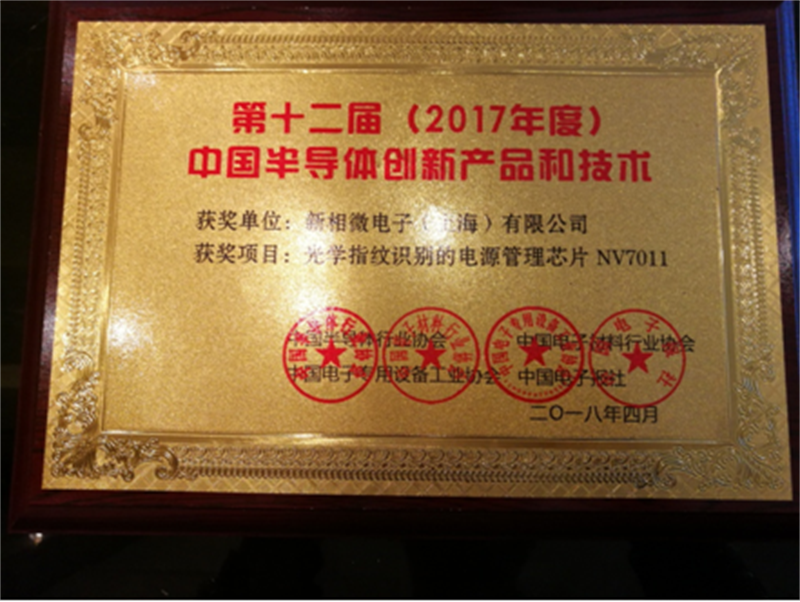 第十二届（2017年度）
中国半导体创新产品和技术
获奖单位：新相微电子（上海）有限公司
获奖项目：光学指纹识别的电源管理芯片 NV7011
中国半导体行业协会 中国电子材料行业协会
中国电子专用设备工业协会 中国电子报社
二〇一八年四月